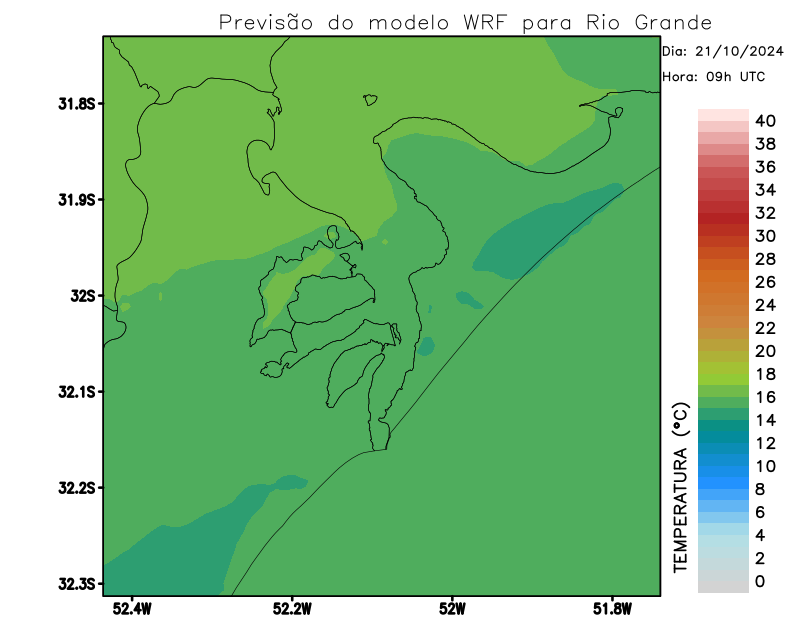 Previsão do modelo WRF para Rio Grande
Dia: 21/10/2024
Hora: 09h UTC
31.8S
31.9S
32S
32.1S
32.2S
32.3S
52.4W
52.2W
52W
51.8W
TEMPERATURA (°C)
40
38
36
34
32
30
28
26
24
22
20
18
16
14
12
10
8
6
4
2
0